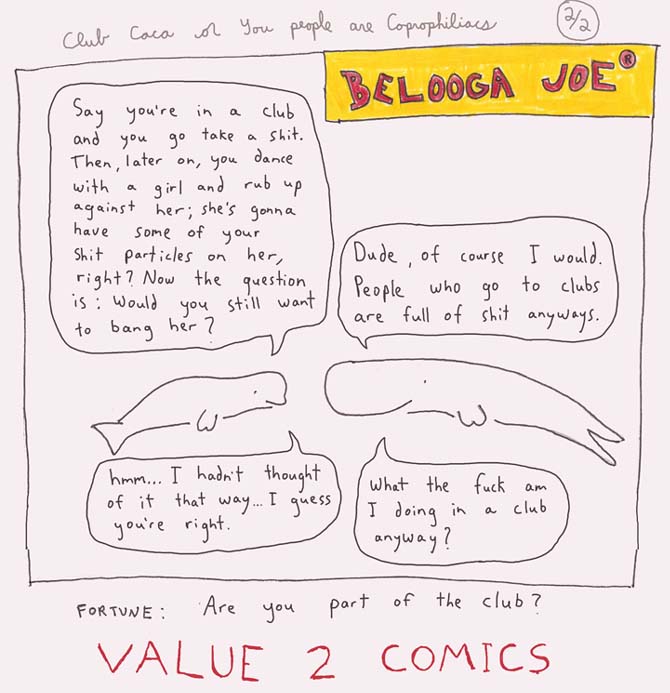 Club Caca or You people are Coprophiliacs
2/2
BELOOGA JOE®
Say you're in a club
and you go take a shit.
Then, later on, you dance
with a girl and rub up
against her; she's gonna
have some of your
shit particles on her,
right? Now the question
is: Would you still want
to bang her?
Dude, of course I would.
People who go to clubs
are full of shit anyways.
hmm... I hadn't thought
of it that way... I guess
you're right.
What the fuck am
I doing in a club
anyway?
FORTUNE: Are you part of the club?
VALUE 2 COMICS